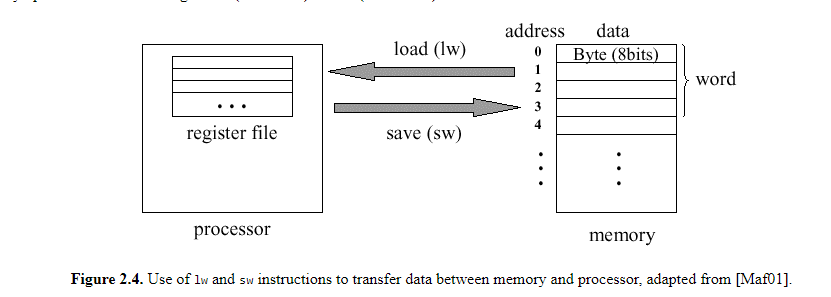 address data
load (lw)
0 Byte (8bits)
1
2
word
3
4
register file
save (sw)
processor
memory
Figure 2.4. Use of lw and sw instructions to transfer data between memory and processor, adapted from [Maf01].